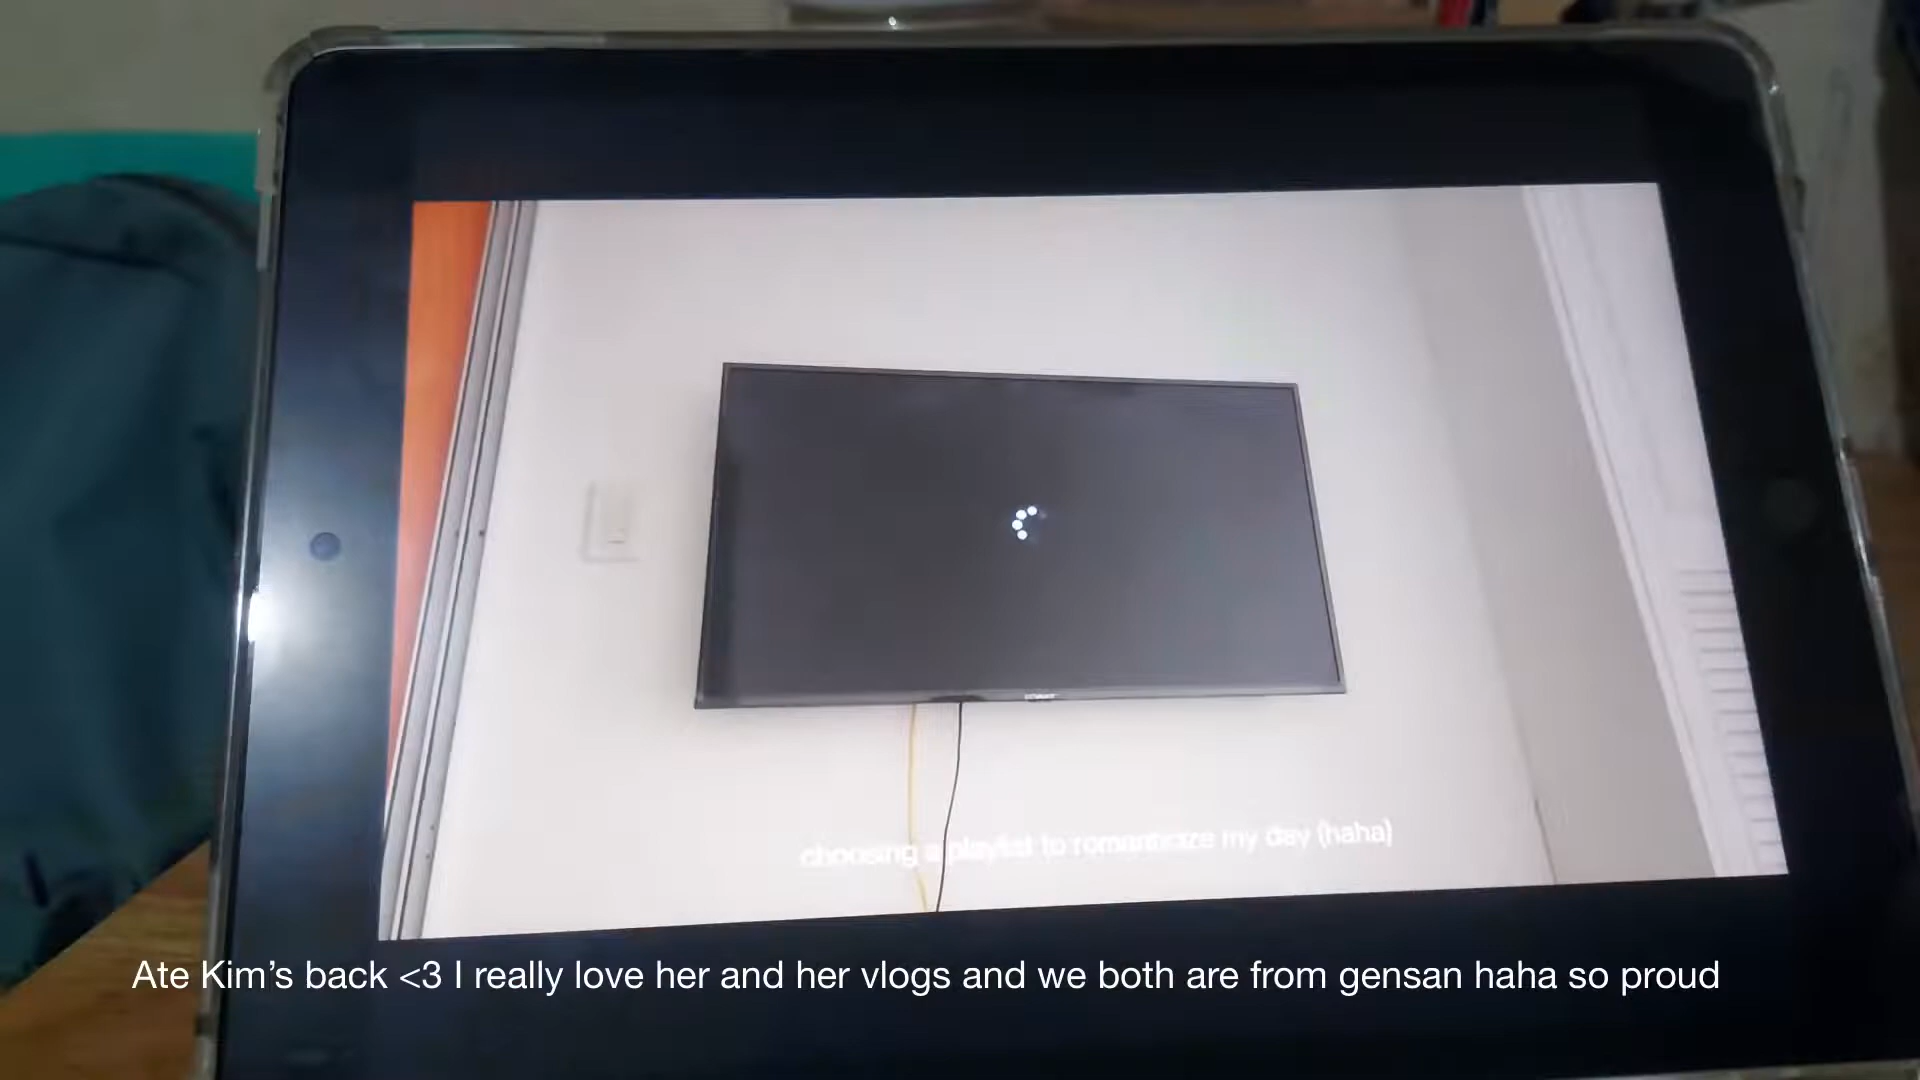 choosing a playlist to romanticize my day (haha)
Ate Kim's back <3 I really love her and her vlogs and we both are from gensan haha so proud